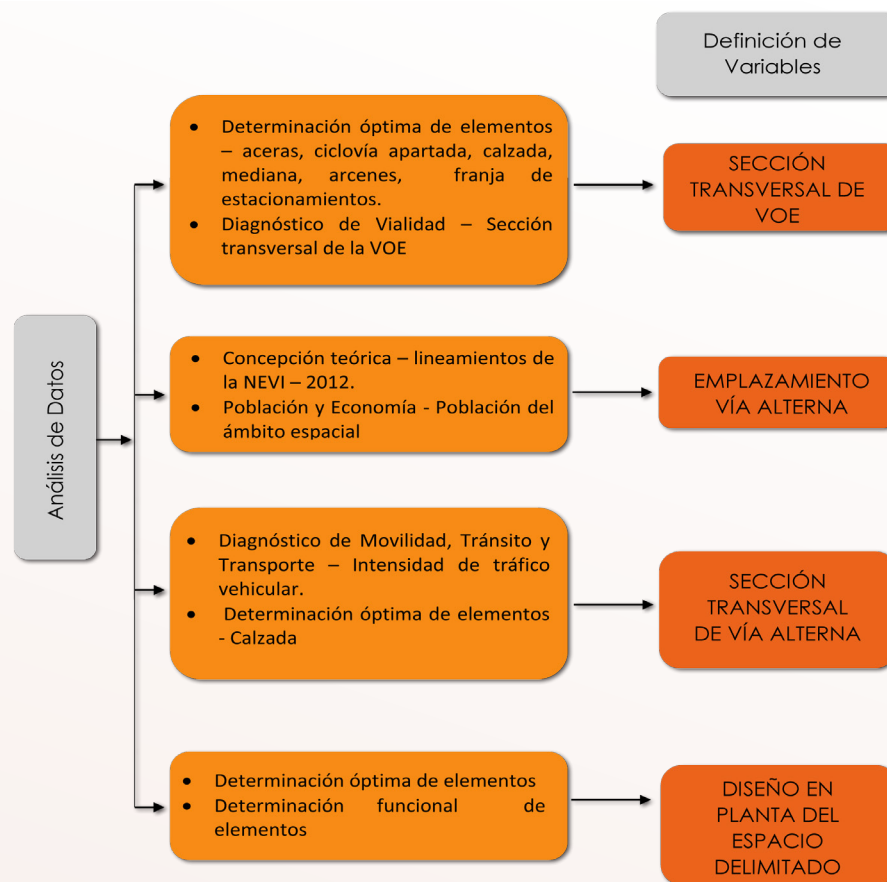 Definición de
Variables
• Determinación óptima de elementos
– aceras, ciclovía apartada, calzada,
mediana, arcenes, franja de
estacionamientos.
• Diagnóstico de Vialidad – Sección
transversal de la VOE
SECCIÓN
TRANSVERSAL DE
VOE
Análisis de Datos
• Concepción teórica – lineamientos de
la NEVI – 2012.
• Población y Economía - Población del
ámbito espacial
EMPLAZAMIENTO
VÍA ALTERNA
• Diagnóstico de Movilidad, Tránsito y
Transporte – Intensidad de tráfico
vehicular.
• Determinación óptima de elementos
- Calzada
SECCIÓN
TRANSVERSAL
DE VÍA ALTERNA
• Determinación óptima de elementos
• Determinación funcional de
elementos
DISEÑO EN
PLANTA DEL
ESPACIO
DELIMITADO